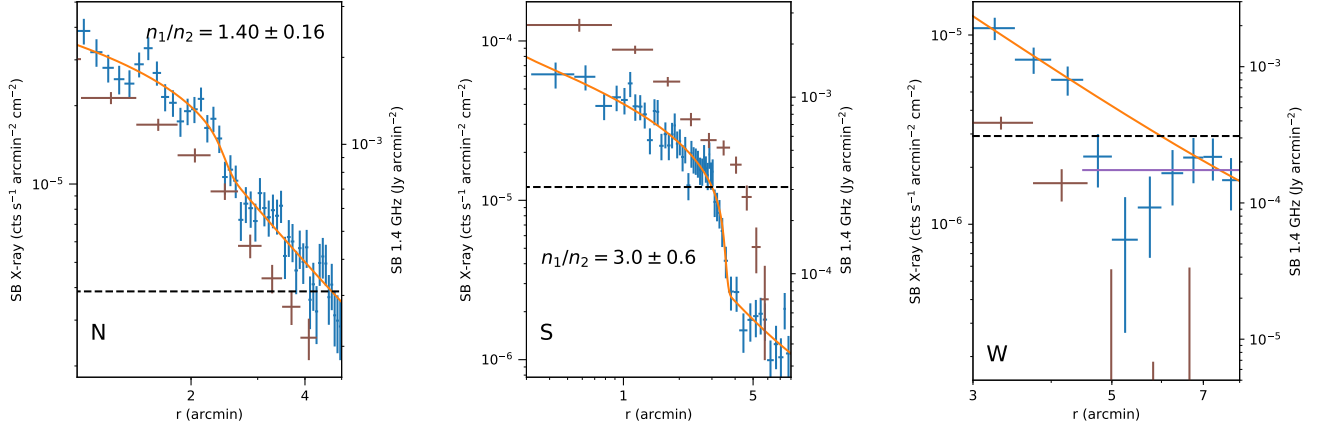 n₁/n₂ = 1.40 ± 0.16
N
10⁻⁵
2
4
r (arcmin)
SB X-ray (cts s⁻¹ arcmin⁻² cm⁻²)
10⁻³
SB 1.4 GHz (Jy arcmin⁻²)
n₁/n₂ = 3.0 ± 0.6
S
10⁻⁴
10⁻⁵
10⁻⁶
1
5
r (arcmin)
SB X-ray (cts s⁻¹ arcmin⁻² cm⁻²)
10⁻³
10⁻⁴
SB 1.4 GHz (Jy arcmin⁻²)
W
10⁻⁵
10⁻⁶
3
5
7
r (arcmin)
SB X-ray (cts s⁻¹ arcmin⁻² cm⁻²)
10⁻³
10⁻⁴
10⁻⁵
SB 1.4 GHz (Jy arcmin⁻²)